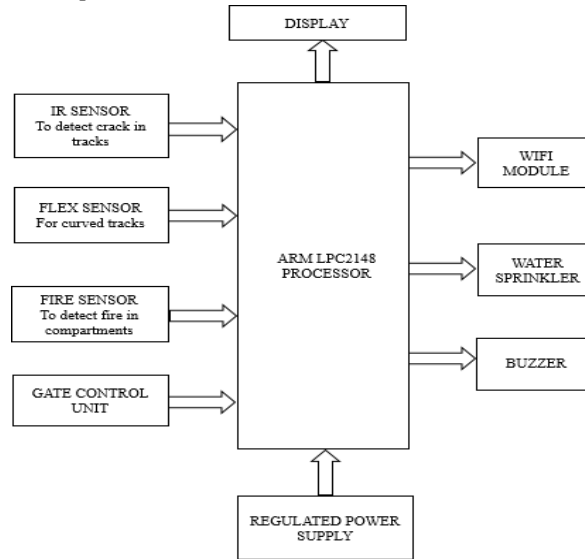 DISPLAY
IR SENSOR
To detect crack in
tracks
FLEX SENSOR
For curved tracks
FIRE SENSOR
To detect fire in
compartments
GATE CONTROL
UNIT
ARM LPC2148
PROCESSOR
WIFI
MODULE
WATER
SPRINKLER
BUZZER
REGULATED POWER
SUPPLY